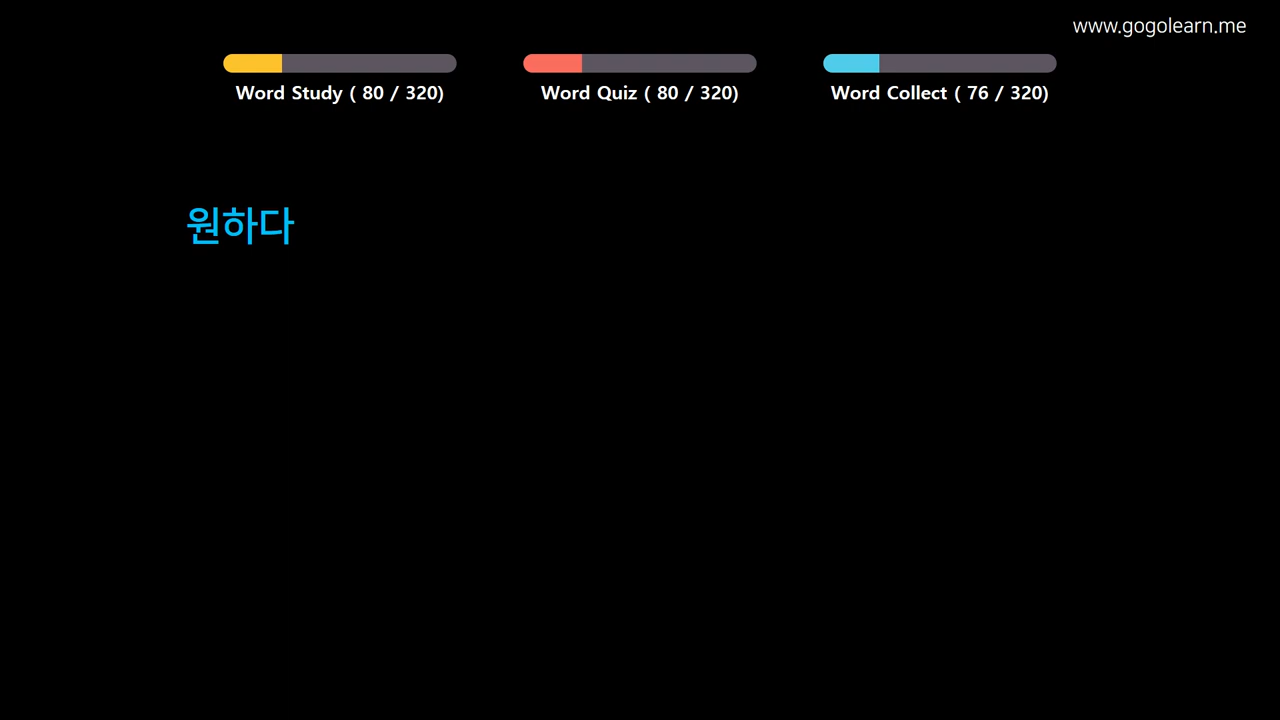 www.gogolearn.me
Word Study ( 80 / 320)
Word Quiz ( 80 / 320)
Word Collect ( 76 / 320)
원하다